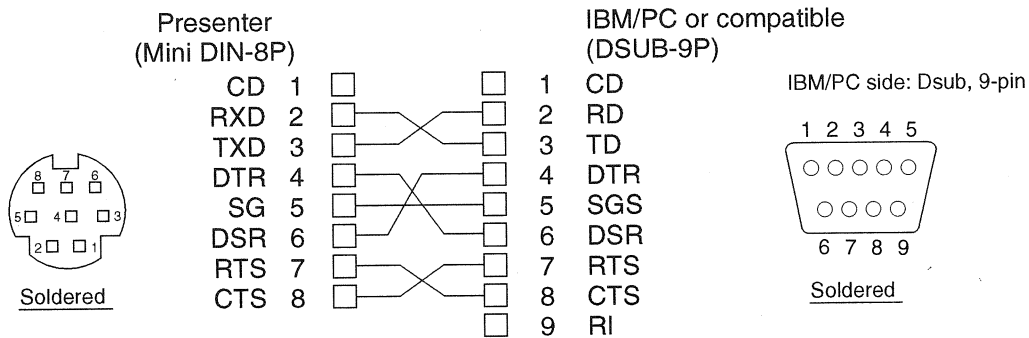 Presenter
(Mini DIN-8P)
IBM/PC or compatible
(DSUB-9P)
CD 1
RXD 2
TXD 3
DTR 4
SG 5
DSR 6
RTS 7
CTS 8
1 CD
2 RD
3 TD
4 DTR
5 SGS
6 DSR
7 RTS
8 CTS
9 RI
8 7 6
5 4 3
2 1
Soldered
IBM/PC side: Dsub, 9-pin
1 2 3 4 5
6 7 8 9
Soldered